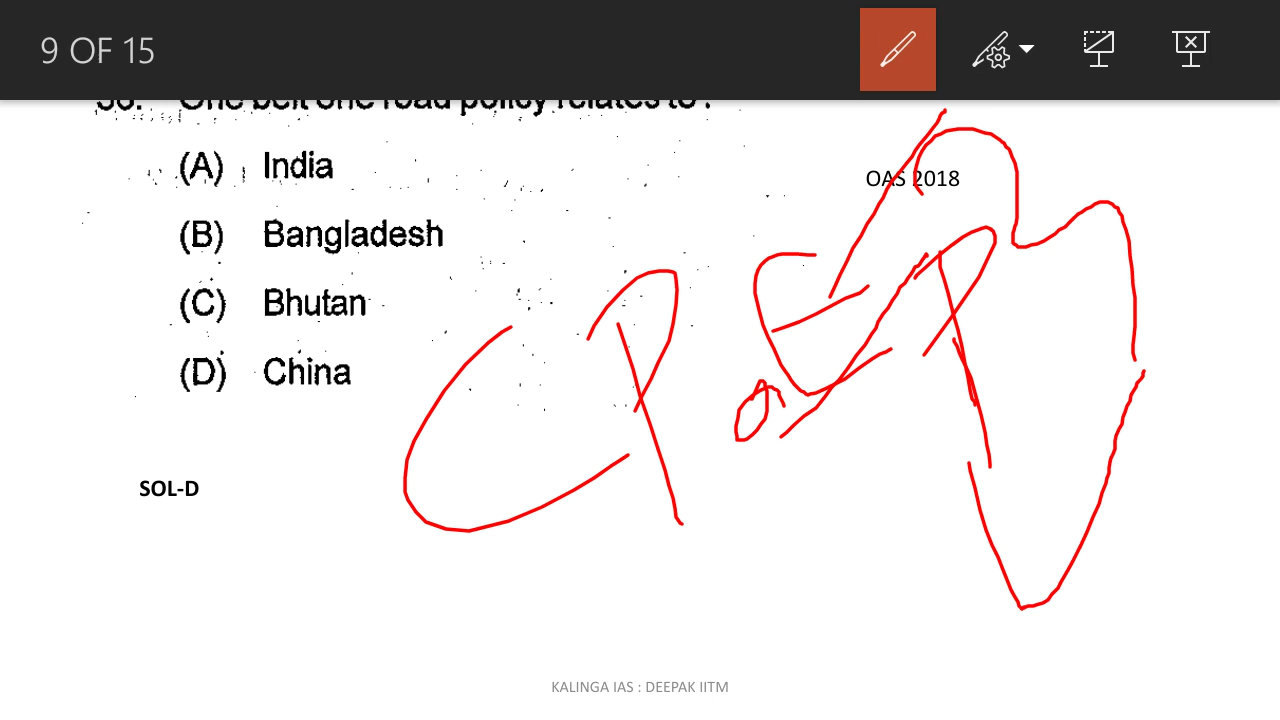 9 OF 15
36. One belt one road policy relates to :
(A) India
OAS 2018
(B) Bangladesh
(C) Bhutan
(D) China
SOL-D
KALINGA IAS : DEEPAK IITM